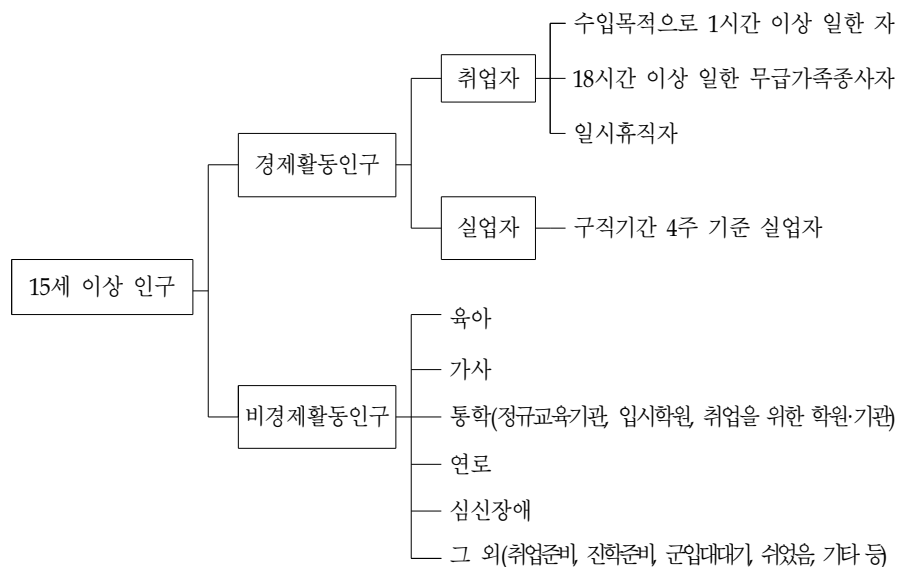 수입목적으로 1시간 이상 일한 자
취업자
18시간 이상 일한 무급가족종사자
일시휴직자
경제활동인구
실업자
구직기간 4주 기준 실업자
15세 이상 인구
육아
가사
비경제활동인구
통학(정규교육기관, 입시학원, 취업을 위한 학원·기관)
연로
심신장애
그 외(취업준비, 진학준비, 군입대대기, 쉬었음, 기타 등)